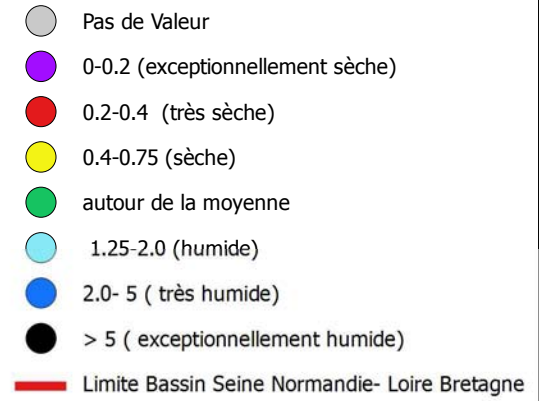 Pas de Valeur
0-0.2 (exceptionnellement sèche)
0.2-0.4 (très sèche)
0.4-0.75 (sèche)
autour de la moyenne
1.25-2.0 (humide)
2.0- 5 ( très humide)
> 5 ( exceptionnellement humide)
Limite Bassin Seine Normandie- Loire Bretagne